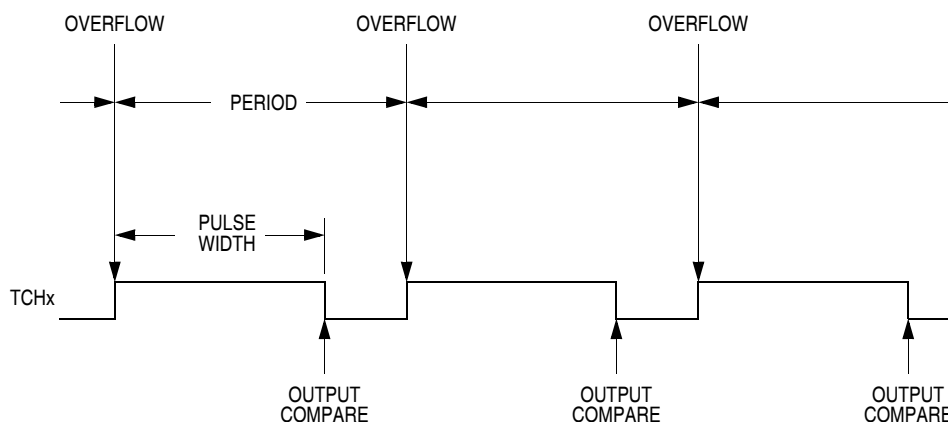 OVERFLOW
OVERFLOW
OVERFLOW
PERIOD
PULSE
WIDTH
TCHx
OUTPUT
COMPARE
OUTPUT
COMPARE
OUTPUT
COMPARE